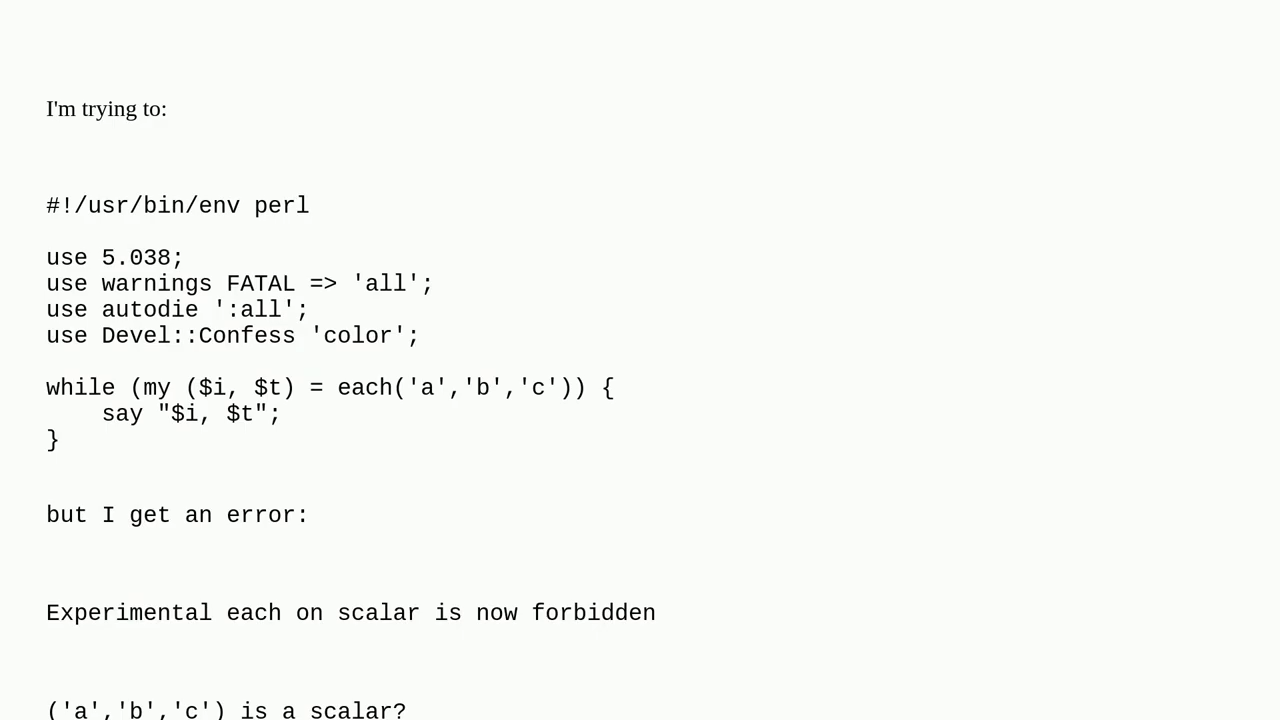 I'm trying to:
#!/usr/bin/env perl
use 5.038;
use warnings FATAL => 'all';
use autodie ':all';
use Devel::Confess 'color';
while (my ($i, $t) = each('a','b','c')) {
    say "$i, $t";
}
but I get an error:
Experimental each on scalar is now forbidden
('a','b','c') is a scalar?